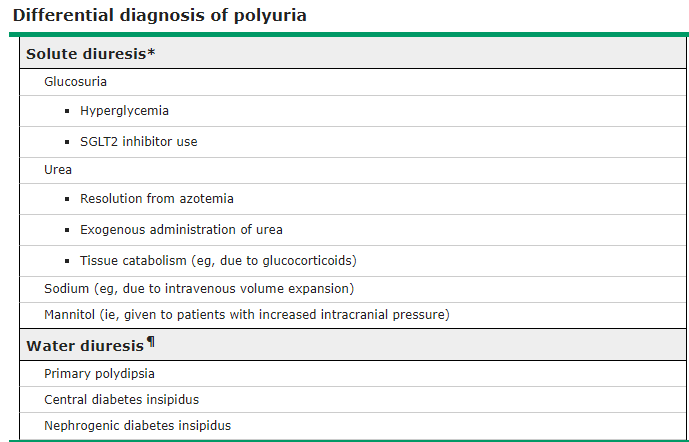 Differential diagnosis of polyuria
Solute diuresis*
Glucosuria
▪ Hyperglycemia
▪ SGLT2 inhibitor use
Urea
▪ Resolution from azotemia
▪ Exogenous administration of urea
▪ Tissue catabolism (eg, due to glucocorticoids)
Sodium (eg, due to intravenous volume expansion)
Mannitol (ie, given to patients with increased intracranial pressure)
Water diuresis¶
Primary polydipsia
Central diabetes insipidus
Nephrogenic diabetes insipidus